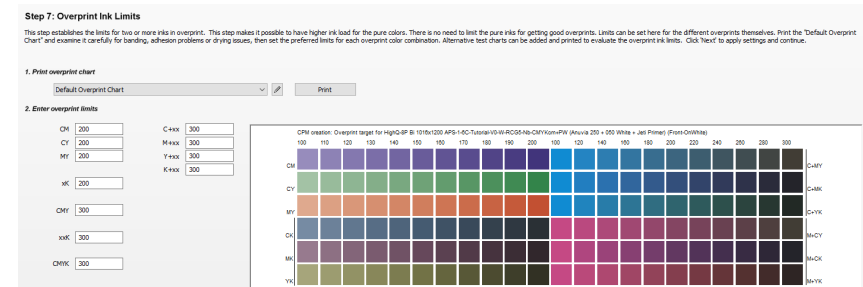 Step 7: Overprint Ink Limits
This step establishes the limits for two or more inks in overprint. This step makes it possible to have higher ink load for the pure colors. There is no need to limit the pure inks for getting good overprints. Limits can be set here for the different overprints themselves. Print the "Default Overprint
Chart" and examine it carefully for banding, adhesion problems or drying issues, then set the preferred limits for each overprint color combination. Alternative test charts can be added and printed to evaluate the overprint ink limits. Click 'Next' to apply settings and continue.
1. Print overprint chart
Default Overprint Chart Print
2. Enter overprint limits
CM 200 C+xx 300
CY 200 M+xx 300
MY 200 Y+xx 300
K+xx 300
xK 200
CMY 300
xxK 300
CMYK 300
CPM creation: Overprint target for HighQ-8P Bi 1016x1200 APS-1-6C-Tutorial-V0-W-RCG5-Nb-CMYKom+PW (Anuvia 250 + 050 White + Jeti Primer) (Front-OnWhite)
100 110 120 130 140 150 160 170 180 190 200 100 120 140 160 180 200 220 240 260 280 300
CM C+MY
CY C+MK
MY C+YK
CK M+CY
MK M+CK
YK M+YK